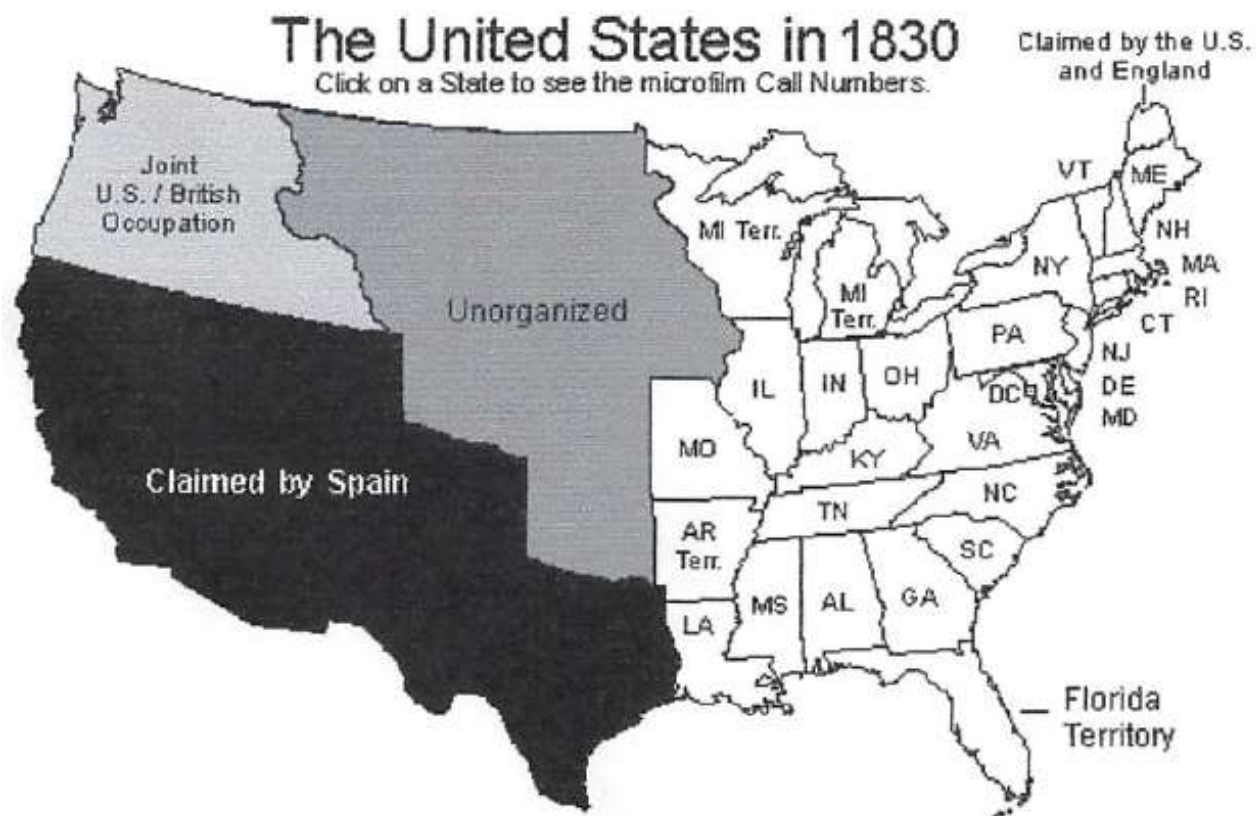 The United States in 1830
Click on a State to see the microfilm Call Numbers.
Claimed by the U.S.
and England
Joint
U.S. / British
Occupation
Unorganized
Claimed by Spain
MI Terr.
MI
Terr.
VT
ME
NH
NY
MA
RI
CT
PA
NJ
DE
MD
DC
IL
IN
OH
MO
KY
VA
TN
NC
AR
Terr.
SC
MS
AL
GA
LA
Florida
Territory